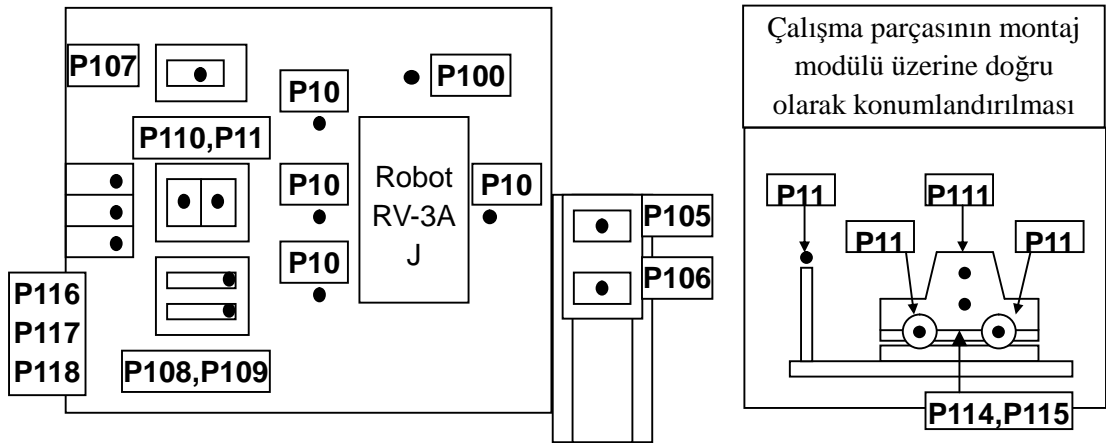 P107
P10
P100
P110,P11
P10
Robot
RV-3A
J
P10
P10
P105
P106
P116
P117
P118
P108,P109
Çalışma parçasının montaj
modülü üzerine doğru
olarak konumlandırılması
P11
P111
P11
P11
P114,P115